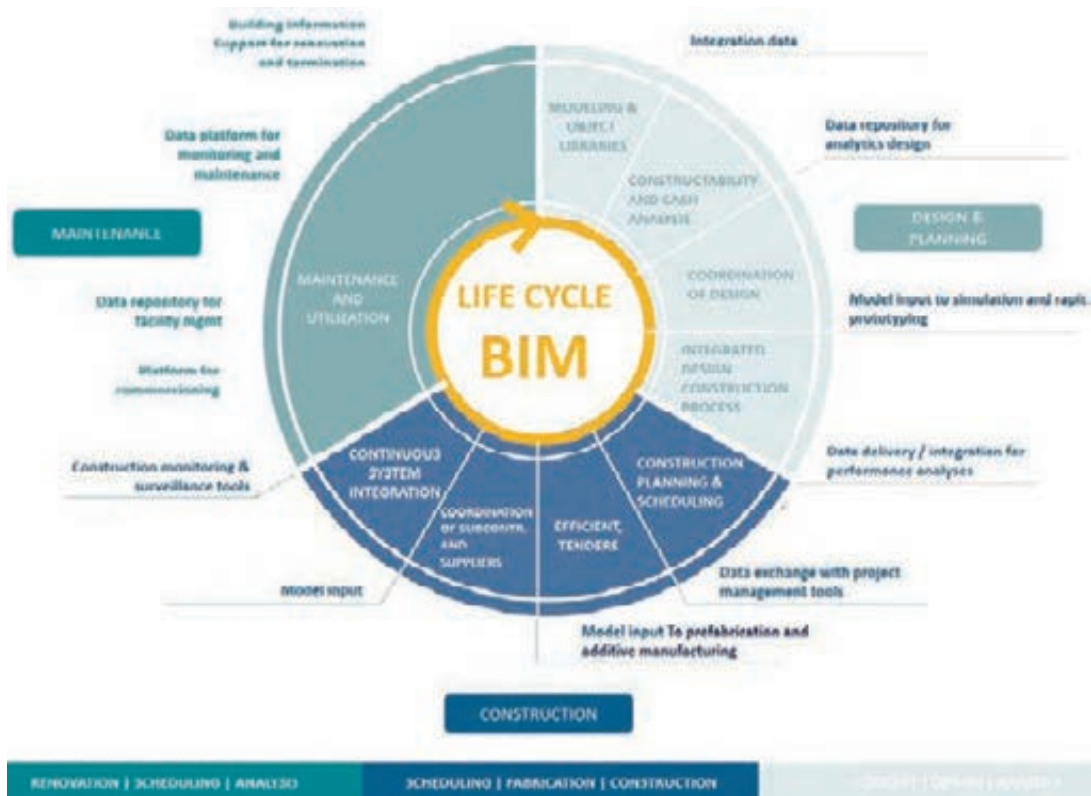 Building information
Support for renovation
and termination
Integration data
Data platform for
monitoring and
maintenance
Data repository for
analytics design
MAINTENANCE
DESIGN &
PLANNING
MODELING &
OBJECT
LIBRARIES
CONSTRUCTABILITY
AND CASH
ANALYSIS
COORDINATION
OF DESIGN
INTEGRATED
DESIGN
CONSTRUCTION
PROCESS
MAINTENANCE
AND
UTILIZATION
LIFE CYCLE
BIM
Data repository for
facility mgmt
Model input to simulation and
prototyping
Platform for
commissioning
Construction monitoring &
surveillance tools
Data delivery / integration for
performance analyses
CONTINUOUS
SYSTEM
INTEGRATION
COORDINATION
OF SUBCONTR.
AND
SUPPLIERS
EFFICIENT,
CONSTRUCTION
PLANNING &
SCHEDULING
Model input
Data exchange with project
management tools
Model input To prefabrication and
additive manufacturing
CONSTRUCTION
RENOVATION | SCHEDULING | ANALYSIS
SCHEDULING | FABRICATION | CONSTRUCTION